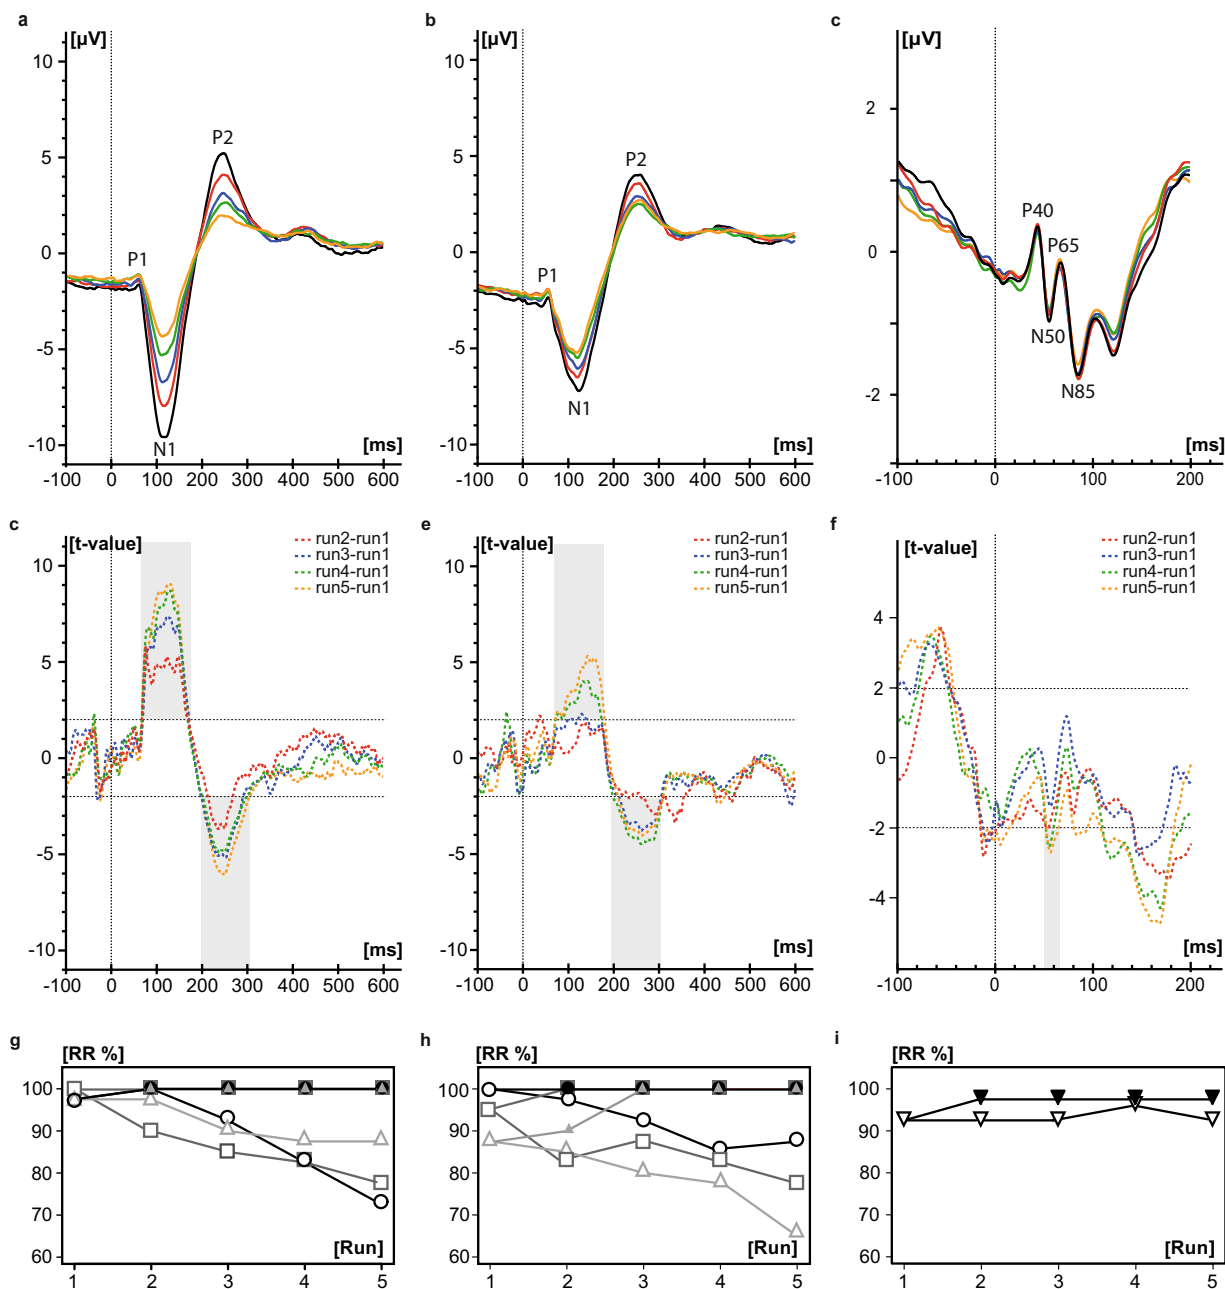 a
[µV]
10
5
0
-5
-10
P2
P1
N1
[ms]
-100 0 100 200 300 400 500 600
b
[µV]
10
5
0
-5
-10
P2
P1
N1
[ms]
-100 0 100 200 300 400 500 600
c
[µV]
2
0
-2
P40
P65
N50
N85
[ms]
-100 0 100 200
c
[t-value]
run2-run1
run3-run1
run4-run1
run5-run1
10
5
0
-5
-10
[ms]
-100 0 100 200 300 400 500 600
e
[t-value]
run2-run1
run3-run1
run4-run1
run5-run1
10
5
0
-5
-10
[ms]
-100 0 100 200 300 400 500 600
f
[t-value]
run2-run1
run3-run1
run4-run1
run5-run1
4
2
0
-2
-4
[ms]
-100 0 100 200
g
[RR %]
100
90
80
70
60
[Run]
1 2 3 4 5
h
[RR %]
100
90
80
70
60
[Run]
1 2 3 4 5
i
[RR %]
100
90
80
70
60
[Run]
1 2 3 4 5